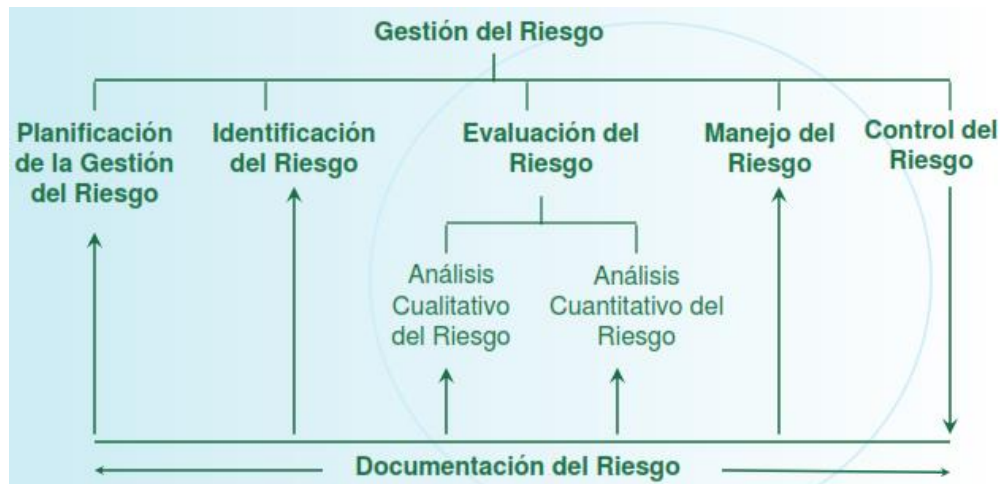 Gestión del Riesgo
Planificación
de la Gestión
del Riesgo
Identificación
del Riesgo
Evaluación del
Riesgo
Manejo del
Riesgo
Control del
Riesgo
Análisis
Cualitativo
del Riesgo
Análisis
Cuantitativo del
Riesgo
Documentación del Riesgo